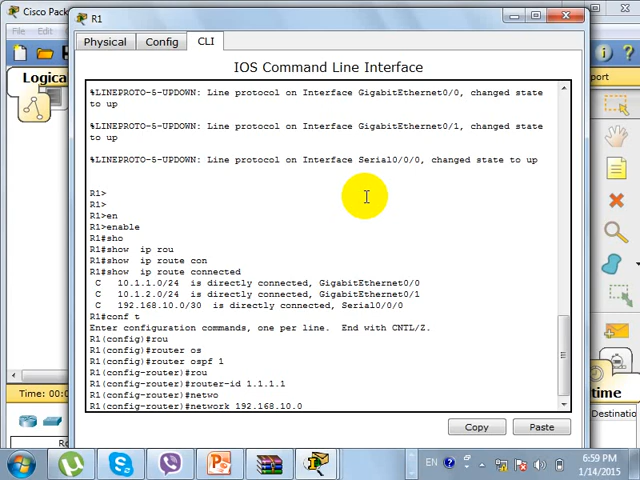 Cisco Pack
R1
File
Edit
Physical
Config
CLI
port
Logical
IOS Command Line Interface
%LINEPROTO-5-UPDOWN: Line protocol on Interface GigabitEthernet0/0, changed state
to up
%LINEPROTO-5-UPDOWN: Line protocol on Interface GigabitEthernet0/1, changed state
to up
%LINEPROTO-5-UPDOWN: Line protocol on Interface Serial0/0/0, changed state to up
R1>
R1>
R1>en
R1>enable
R1#sho
R1#show  ip rou
R1#show  ip route con
R1#show  ip route connected
C   10.1.1.0/24  is directly connected, GigabitEthernet0/0
C   10.1.2.0/24  is directly connected, GigabitEthernet0/1
C   192.168.10.0/30  is directly connected, Serial0/0/0
R1#conf t
Enter configuration commands, one per line.  End with CNTL/Z.
R1(config)#rou
R1(config)#router os
R1(config)#router ospf 1
R1(config-router)#rou
R1(config-router)#router-id 1.1.1.1
R1(config-router)#netwo
R1(config-router)#network 192.168.10.0
Time: 00:0
time
Destinatio
Copy
Paste
EN
6:59 PM
1/14/2015